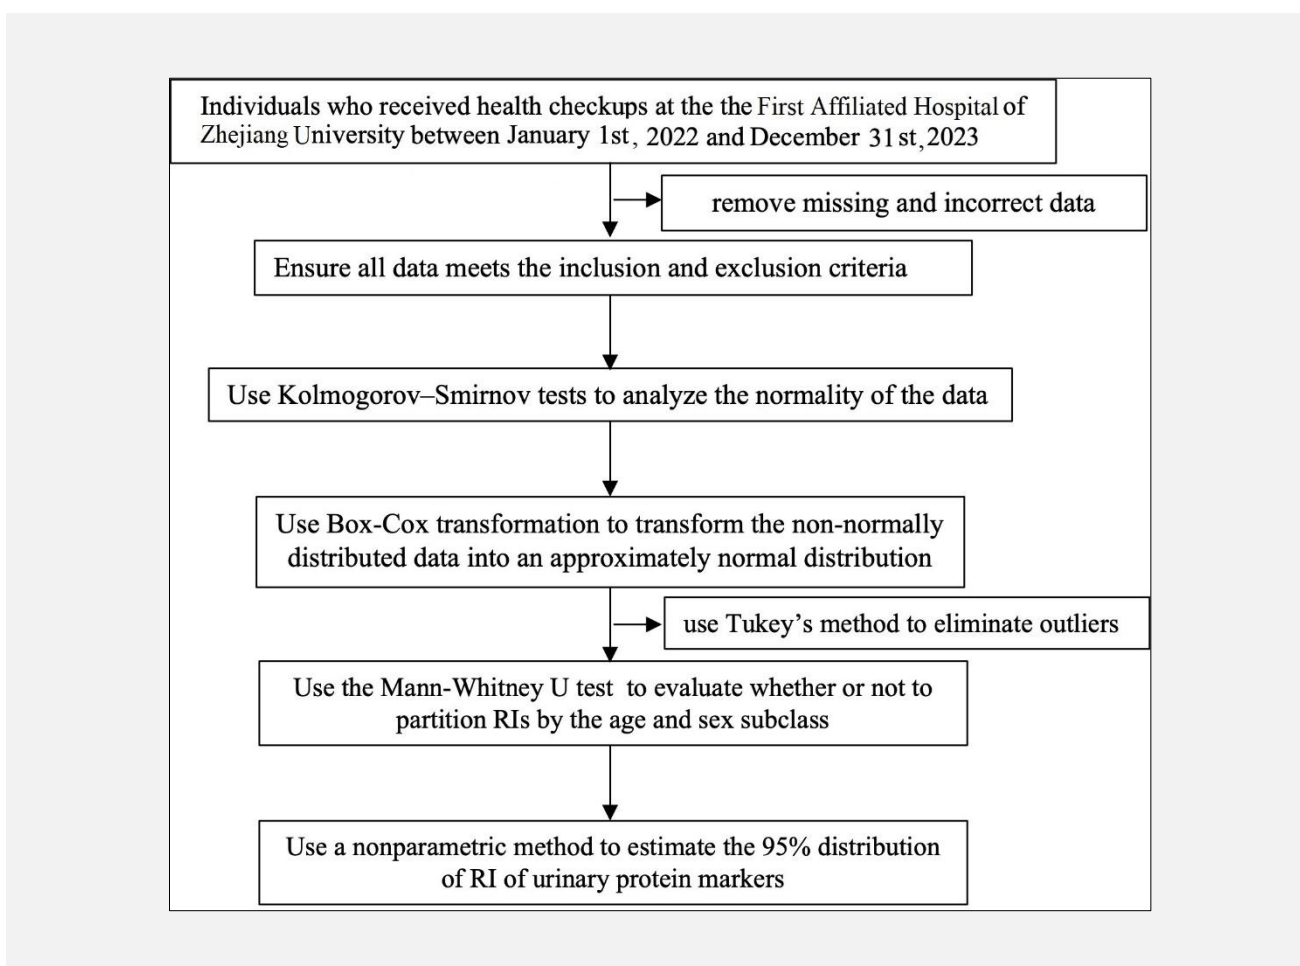 Individuals who received health checkups at the the First Affiliated Hospital of
Zhejiang University between January 1st, 2022 and December 31st,2023
remove missing and incorrect data
Ensure all data meets the inclusion and exclusion criteria
Use Kolmogorov–Smirnov tests to analyze the normality of the data
Use Box-Cox transformation to transform the non-normally
distributed data into an approximately normal distribution
use Tukey’s method to eliminate outliers
Use the Mann-Whitney U test to evaluate whether or not to
partition RIs by the age and sex subclass
Use a nonparametric method to estimate the 95% distribution
of RI of urinary protein markers